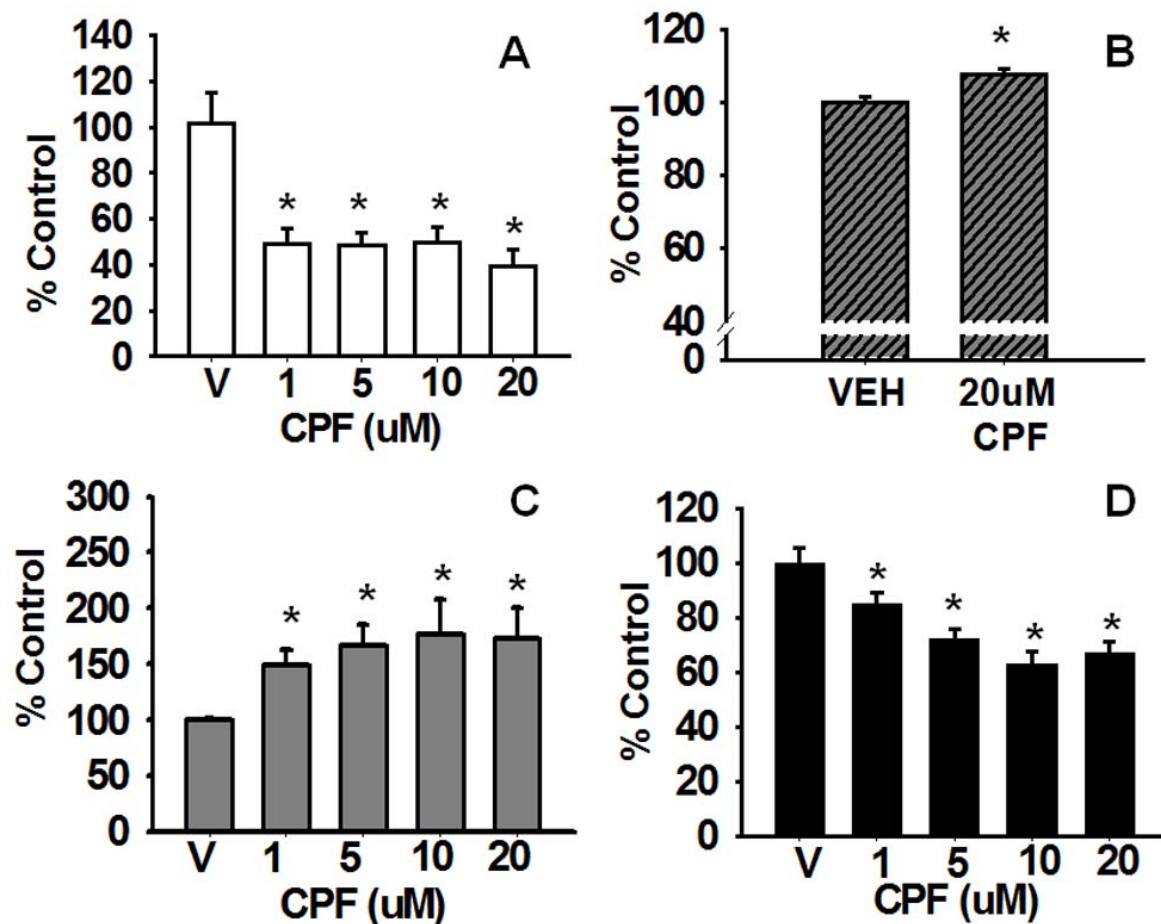 A
% Control
140
120
100
80
60
40
20
0
* * * *
V 1 5 10 20
CPF (uM)
B
% Control
120
100
80
60
40
0
*
VEH 20uM
CPF
C
% Control
300
250
200
150
100
50
0
* * * *
V 1 5 10 20
CPF (uM)
D
% Control
120
100
80
60
40
20
0
* * * *
V 1 5 10 20
CPF (uM)